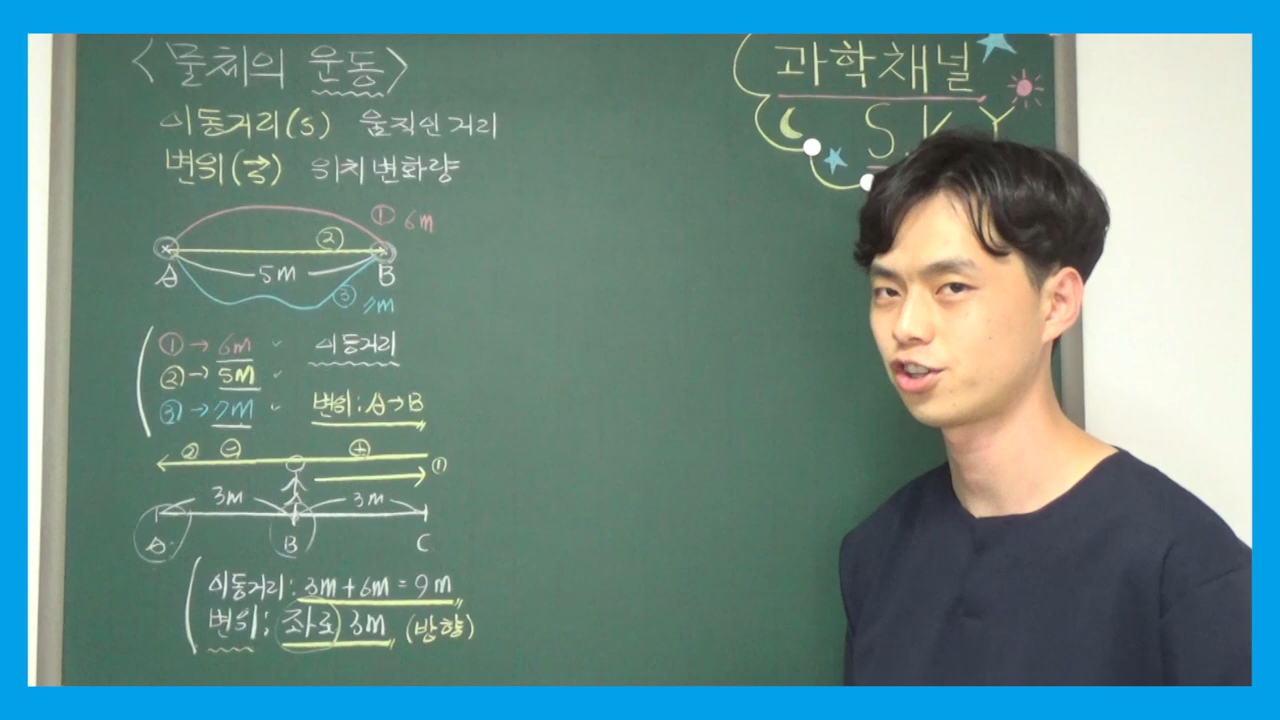 <물체의 운동>
이동거리(s) 움직인 거리
변위(s→) 위치변화량
① 6m
②
A 5m B
③ 7m
① → 6m 이동거리
② → 5m
③ → 7m 변위: A→B
② ⊖ ⊕ ①
3m 3m
A B C
이동거리: 3m + 6m = 9m
변위: 좌로 3m (방향)
과학채널
S.K.Y